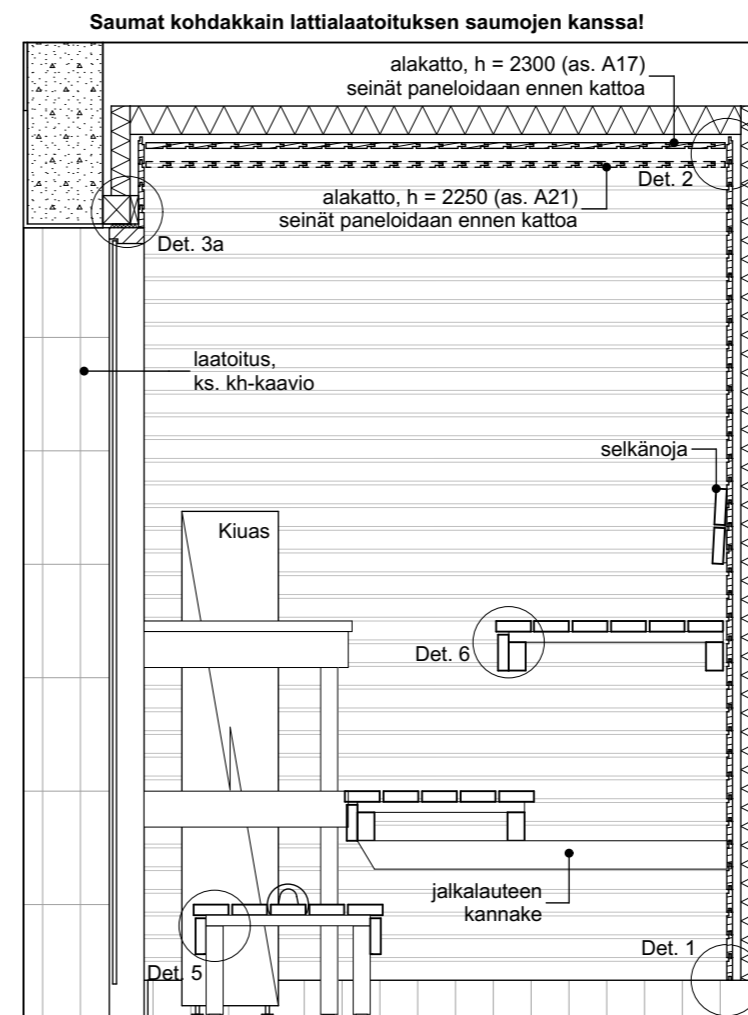 Saumat kohdakkain lattialaatoituksen saumojen kanssa!
alakatto, h = 2300 (as. A17)
seinät paneloidaan ennen kattoa
Det. 2
alakatto, h = 2250 (as. A21)
seinät paneloidaan ennen kattoa
Det. 3a
laatoitus,
ks. kh-kaavio
selkänoja
Kiuas
Det. 6
jalkalauteen
kannake
Det. 1
Det. 5